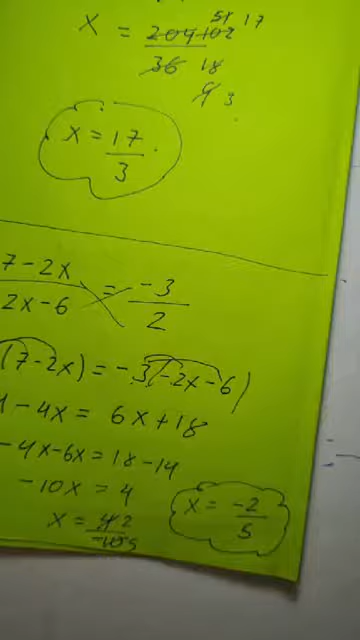 x = 204 102 51 17
36 18
9 3
x = 17/3.
7-2x/2x-6 = -3/2
(7-2x) = -3(-2x-6)
-4x = 6x+18
-4x-6x = 18-14
-10x = 4
x = 4 2/-10 5
x = -2/5